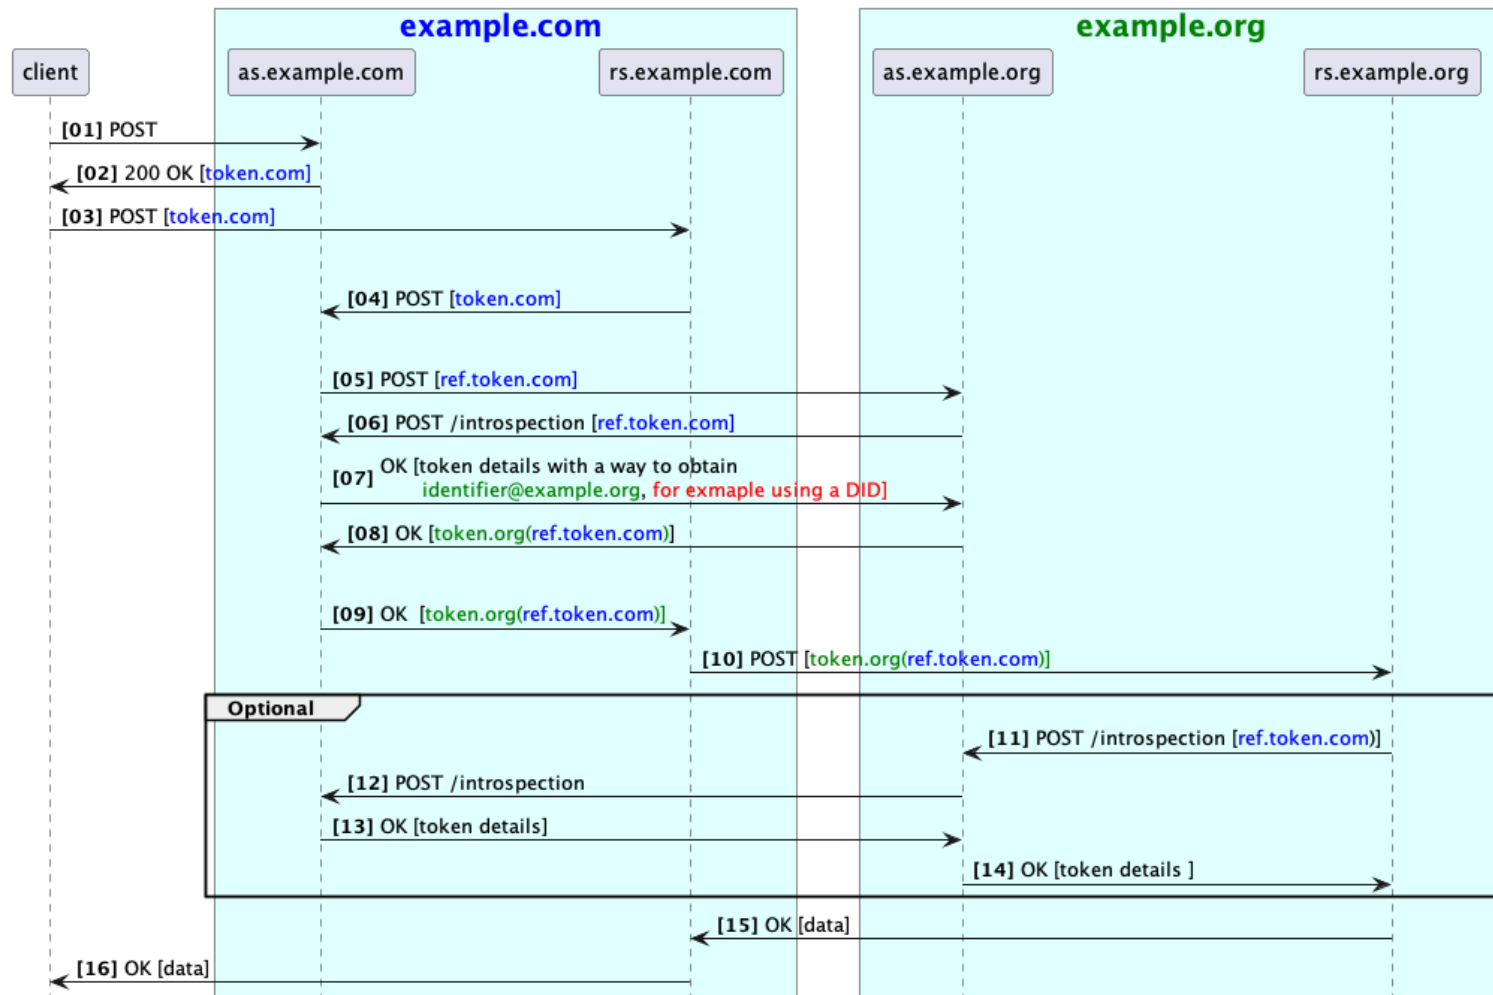 example.com
example.org
client
as.example.com
rs.example.com
as.example.org
rs.example.org
[01] POST
[02] 200 OK [token.com]
[03] POST [token.com]
[04] POST [token.com]
[05] POST [ref.token.com]
[06] POST /introspection [ref.token.com]
[07] OK [token details with a way to obtain
identifier@example.org, for exmaple using a DID]
[08] OK [token.org(ref.token.com)]
[09] OK [token.org(ref.token.com)]
[10] POST [token.org(ref.token.com)]
Optional
[11] POST /introspection [ref.token.com)]
[12] POST /introspection
[13] OK [token details]
[14] OK [token details ]
[15] OK [data]
[16] OK [data]